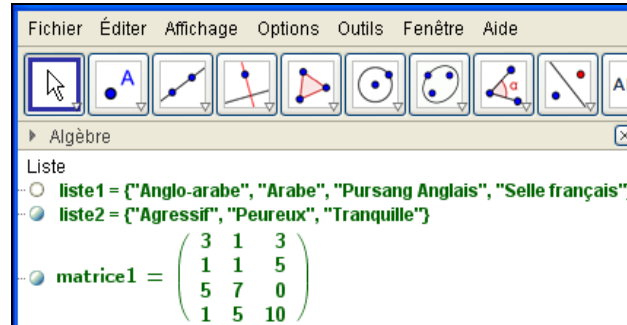 Fichier Éditer Affichage Options Outils Fenêtre Aide
A α A
Algèbre
Liste
liste1 = {"Anglo-arabe", "Arabe", "Pursang Anglais", "Selle français"
liste2 = {"Agressif", "Peureux", "Tranquille"}
3 1 3
1 1 5
matrice1 =
5 7 0
1 5 10